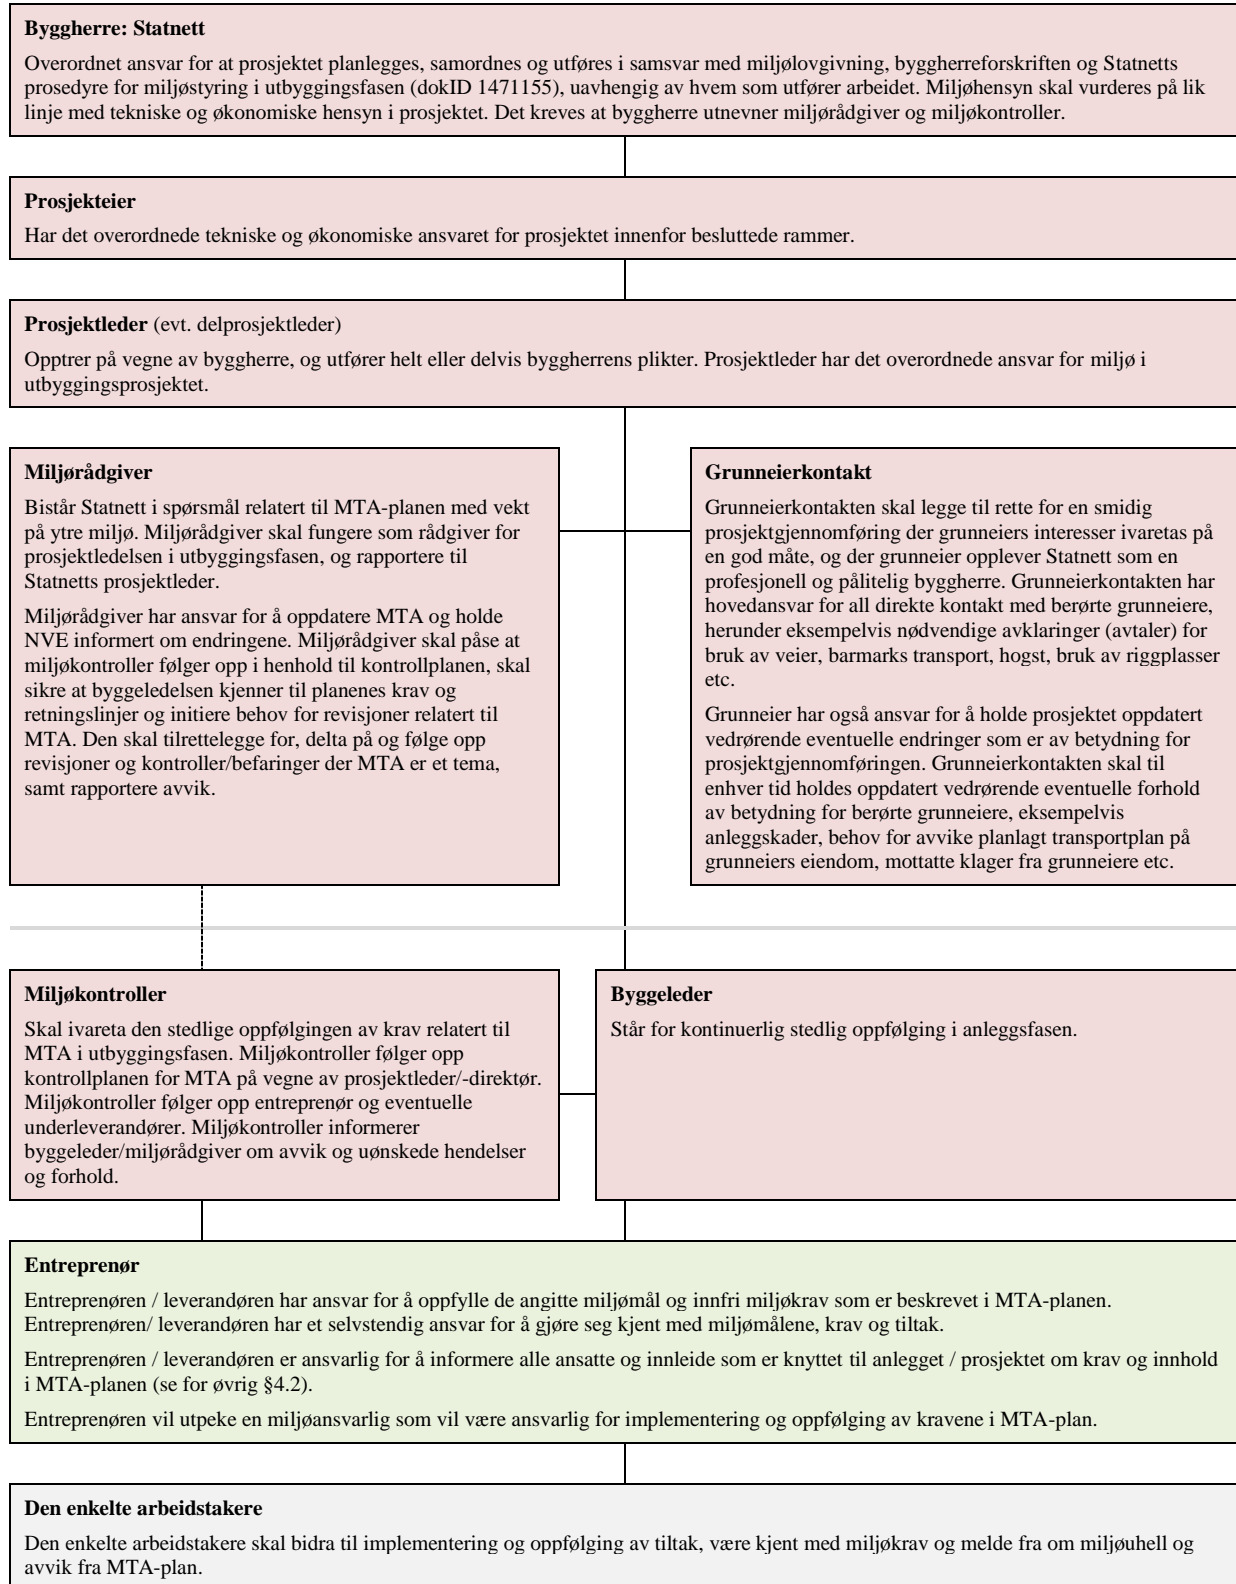 Byggherre: Statnett
Overordnet ansvar for at prosjektet planlegges, samordnes og utføres i samsvar med miljølovgivning, byggherreforskriften og Statnetts
prosedyre for miljøstyring i utbyggingsfasen (dokID 1471155), uavhengig av hvem som utfører arbeidet. Miljøhensyn skal vurderes på lik
linje med tekniske og økonomiske hensyn i prosjektet. Det kreves at byggherre utnevner miljørådgiver og miljøkontroller.
Prosjekteier
Har det overordnede tekniske og økonomiske ansvaret for prosjektet innenfor besluttede rammer.
Prosjektleder (evt. delprosjektleder)
Opptrer på vegne av byggherre, og utfører helt eller delvis byggherrens plikter. Prosjektleder har det overordnede ansvar for miljø i
utbyggingsprosjektet.
Miljørådgiver
Bistår Statnett i spørsmål relatert til MTA-planen med vekt
på ytre miljø. Miljørådgiver skal fungere som rådgiver for
prosjektledelsen i utbyggingsfasen, og rapportere til
Statnetts prosjektleder.
Miljørådgiver har ansvar for å oppdatere MTA og holde
NVE informert om endringene. Miljørådgiver skal påse at
miljøkontroller følger opp i henhold til kontrollplanen, skal
sikre at byggeledelsen kjenner til planenes krav og
retningslinjer og initiere behov for revisjoner relatert til
MTA. Den skal tilrettelegge for, delta på og følge opp
revisjoner og kontroller/befaringer der MTA er et tema,
samt rapportere avvik.
Grunneierkontakt
Grunneierkontakten skal legge til rette for en smidig
prosjektgjennomføring der grunneiers interesser ivaretas på
en god måte, og der grunneier opplever Statnett som en
profesjonell og pålitelig byggherre. Grunneierkontakten har
hovedansvar for all direkte kontakt med berørte grunneiere,
herunder eksempelvis nødvendige avklaringer (avtaler) for
bruk av veier, barmarks transport, hogst, bruk av riggplasser
etc.
Grunneier har også ansvar for å holde prosjektet oppdatert
vedrørende eventuelle endringer som er av betydning for
prosjektgjennomføringen. Grunneierkontakten skal til
enhver tid holdes oppdatert vedrørende eventuelle forhold
av betydning for berørte grunneiere, eksempelvis
anleggskader, behov for avvike planlagt transportplan på
grunneiers eiendom, mottatte klager fra grunneiere etc.
Miljøkontroller
Skal ivareta den stedlige oppfølgingen av krav relatert til
MTA i utbyggingsfasen. Miljøkontroller følger opp
kontrollplanen for MTA på vegne av prosjektleder/-direktør.
Miljøkontroller følger opp entreprenør og eventuelle
underleverandører. Miljøkontroller informerer
byggeleder/miljørådgiver om avvik og uønskede hendelser
og forhold.
Byggeleder
Står for kontinuerlig stedlig oppfølging i anleggsfasen.
Entreprenør
Entreprenøren / leverandøren har ansvar for å oppfylle de angitte miljømål og innfri miljøkrav som er beskrevet i MTA-planen.
Entreprenøren/ leverandøren har et selvstendig ansvar for å gjøre seg kjent med miljømålene, krav og tiltak.
Entreprenøren / leverandøren er ansvarlig for å informere alle ansatte og innleide som er knyttet til anlegget / prosjektet om krav og innhold
i MTA-planen (se for øvrig §4.2).
Entreprenøren vil utpeke en miljøansvarlig som vil være ansvarlig for implementering og oppfølging av kravene i MTA-plan.
Den enkelte arbeidstakere
Den enkelte arbeidstakere skal bidra til implementering og oppfølging av tiltak, være kjent med miljøkrav og melde fra om miljøuhell og
avvik fra MTA-plan.